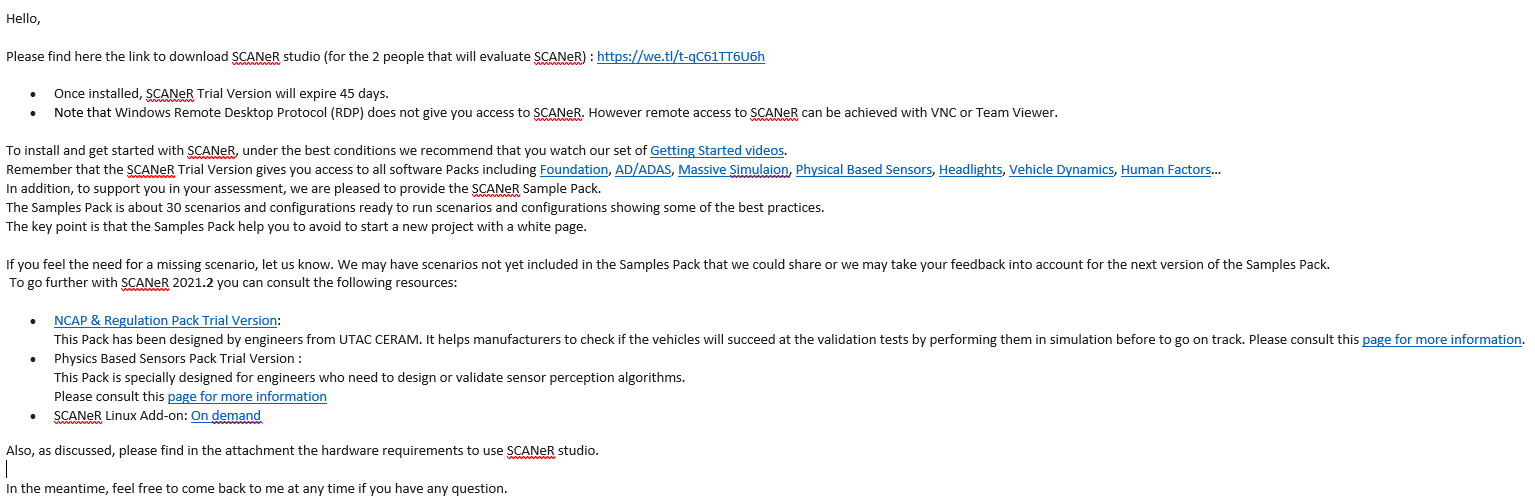 Hello,
Please find here the link to download SCANeR studio (for the 2 people that will evaluate SCANeR) : https://we.tl/t-qC61TT6U6h
• Once installed, SCANeR Trial Version will expire 45 days.
• Note that Windows Remote Desktop Protocol (RDP) does not give you access to SCANeR. However remote access to SCANeR can be achieved with VNC or Team Viewer.
To install and get started with SCANeR, under the best conditions we recommend that you watch our set of Getting Started videos.
Remember that the SCANeR Trial Version gives you access to all software Packs including Foundation, AD/ADAS, Massive Simulaion, Physical Based Sensors, Headlights, Vehicle Dynamics, Human Factors...
In addition, to support you in your assessment, we are pleased to provide the SCANeR Sample Pack.
The Samples Pack is about 30 scenarios and configurations ready to run scenarios and configurations showing some of the best practices.
The key point is that the Samples Pack help you to avoid to start a new project with a white page.
If you feel the need for a missing scenario, let us know. We may have scenarios not yet included in the Samples Pack that we could share or we may take your feedback into account for the next version of the Samples Pack.
To go further with SCANeR 2021.2 you can consult the following resources:
• NCAP & Regulation Pack Trial Version:
This Pack has been designed by engineers from UTAC CERAM. It helps manufacturers to check if the vehicles will succeed at the validation tests by performing them in simulation before to go on track. Please consult this page for more information.
• Physics Based Sensors Pack Trial Version :
This Pack is specially designed for engineers who need to design or validate sensor perception algorithms.
Please consult this page for more information
• SCANeR Linux Add-on: On demand
Also, as discussed, please find in the attachment the hardware requirements to use SCANeR studio.
In the meantime, feel free to come back to me at any time if you have any question.